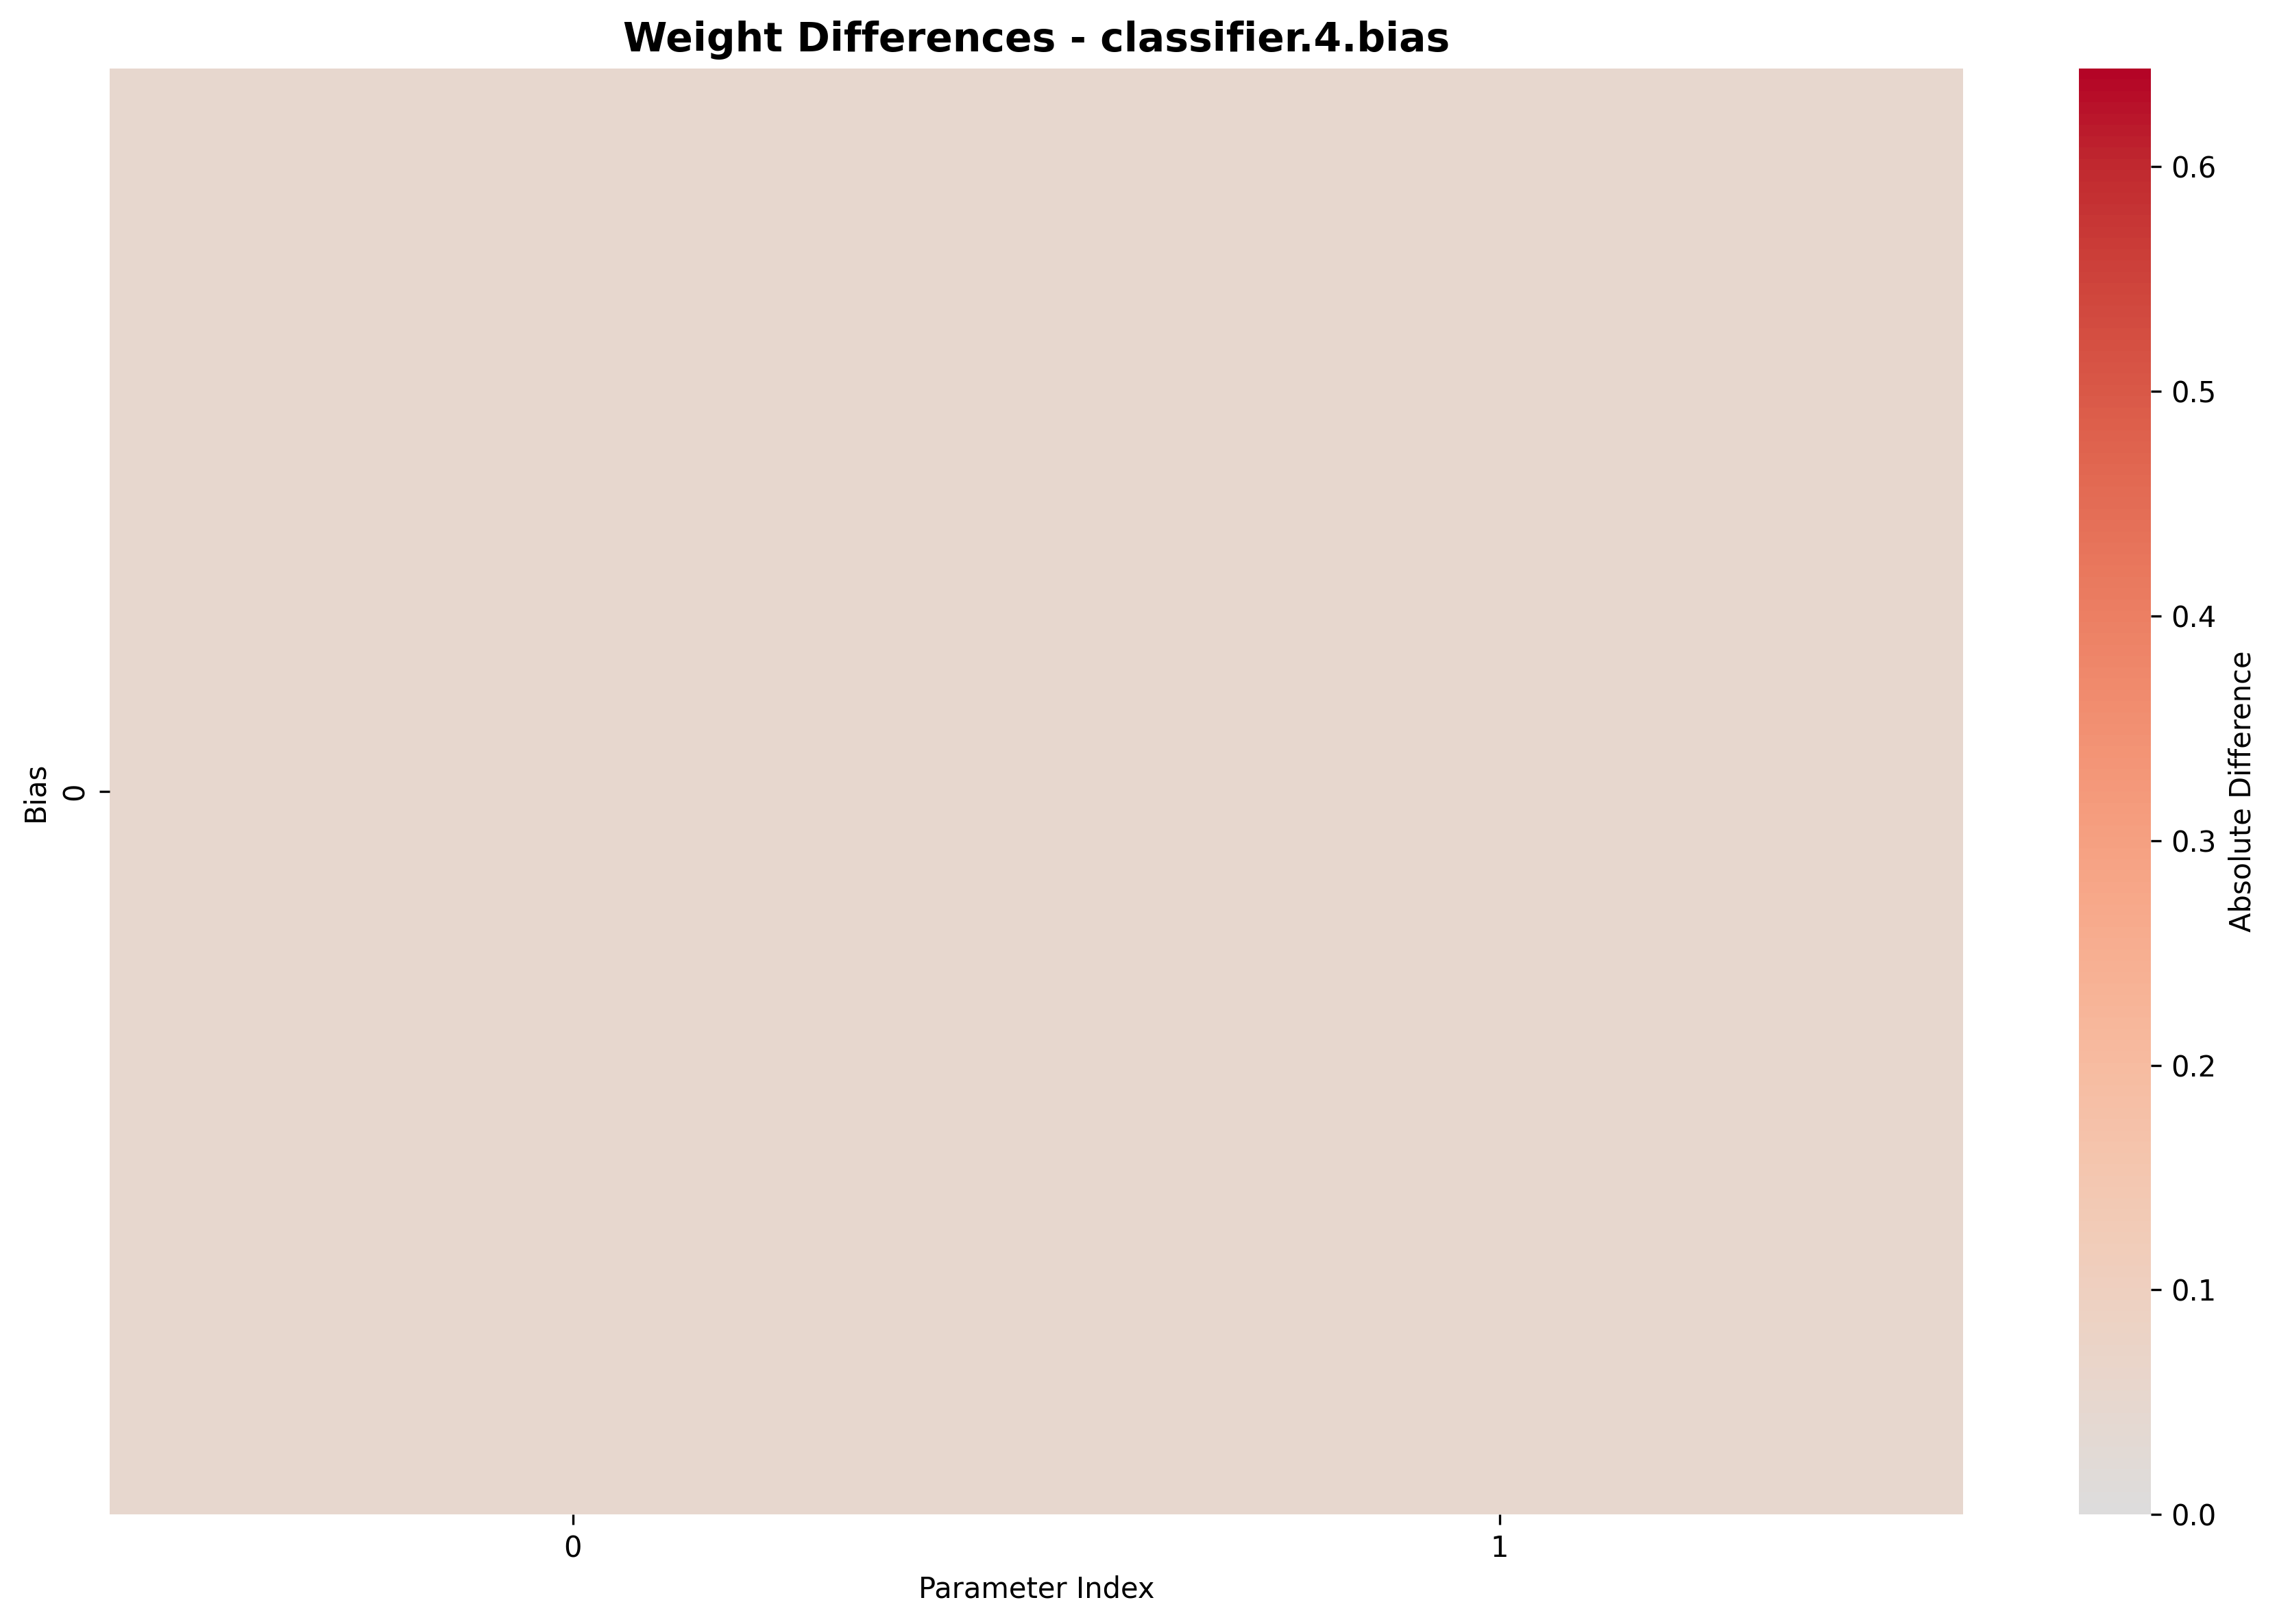 Weight Differences - classifier.4.bias
Bias
0
0
1
Parameter Index
0.6
0.5
0.4
0.3
0.2
0.1
0.0
Absolute Difference